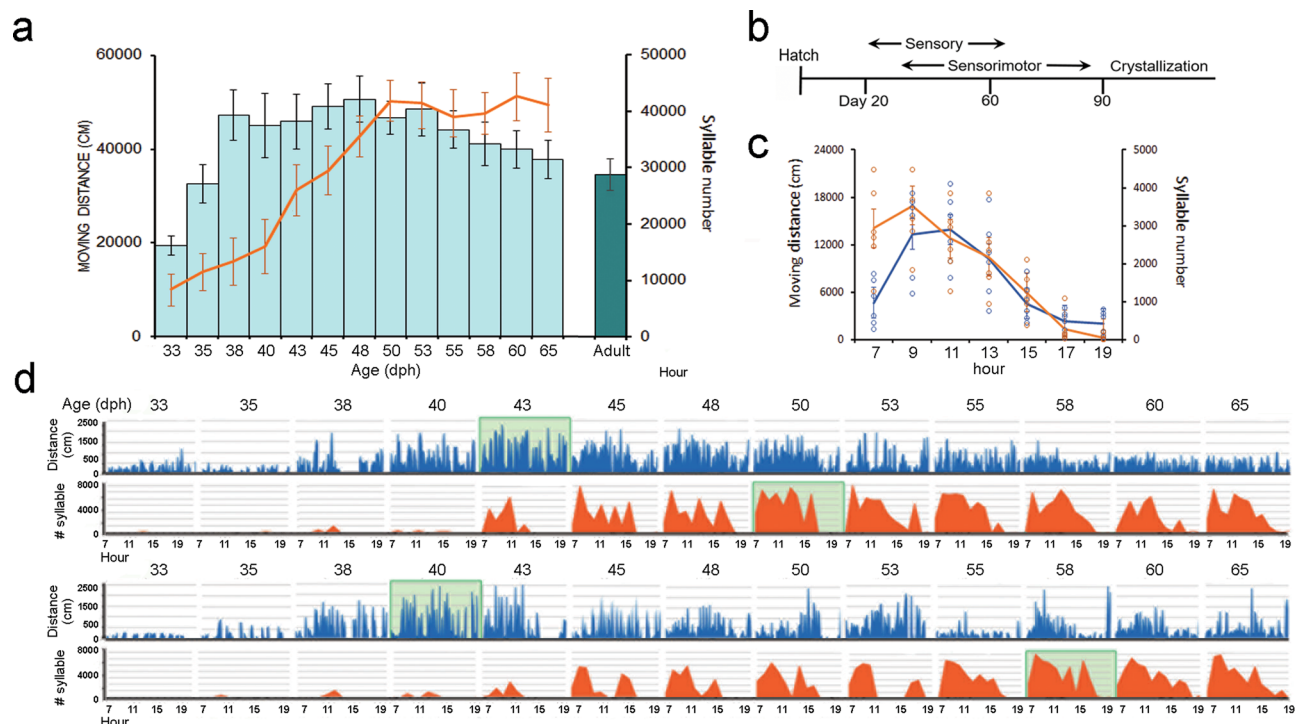 a
60000
40000
20000
0
MOVING DISTANCE (CM)
50000
40000
30000
20000
10000
0
Syllable number
33 35 38 40 43 45 48 50 53 55 58 60 65 Adult
Age (dph)
Hour
b
Hatch
Sensory
Sensorimotor Crystallization
Day 20 60 90
c
24000
18000
12000
6000
0
Moving distance (cm)
5000
4000
3000
2000
1000
0
Syllable number
7 9 11 13 15 17 19
hour
d
Age (dph) 33 35 38 40 43 45 48 50 53 55 58 60 65
Distance
(cm)
2500
1500
500
0
# syllable
8000
4000
0
7 11 15 19 7 11 15 19 7 11 15 19 7 11 15 19 7 11 15 19 7 11 15 19 7 11 15 19 7 11 15 19 7 11 15 19 7 11 15 19 7 11 15 19 7 11 15 19 7 11 15 19
Hour
33 35 38 40 43 45 48 50 53 55 58 60 65
Distance
(cm)
2500
1500
500
0
# syllable
8000
4000
0
7 11 15 19 7 11 15 19 7 11 15 19 7 11 15 19 7 11 15 19 7 11 15 19 7 11 15 19 7 11 15 19 7 11 15 19 7 11 15 19 7 11 15 19 7 11 15 19 7 11 15 19
Hour